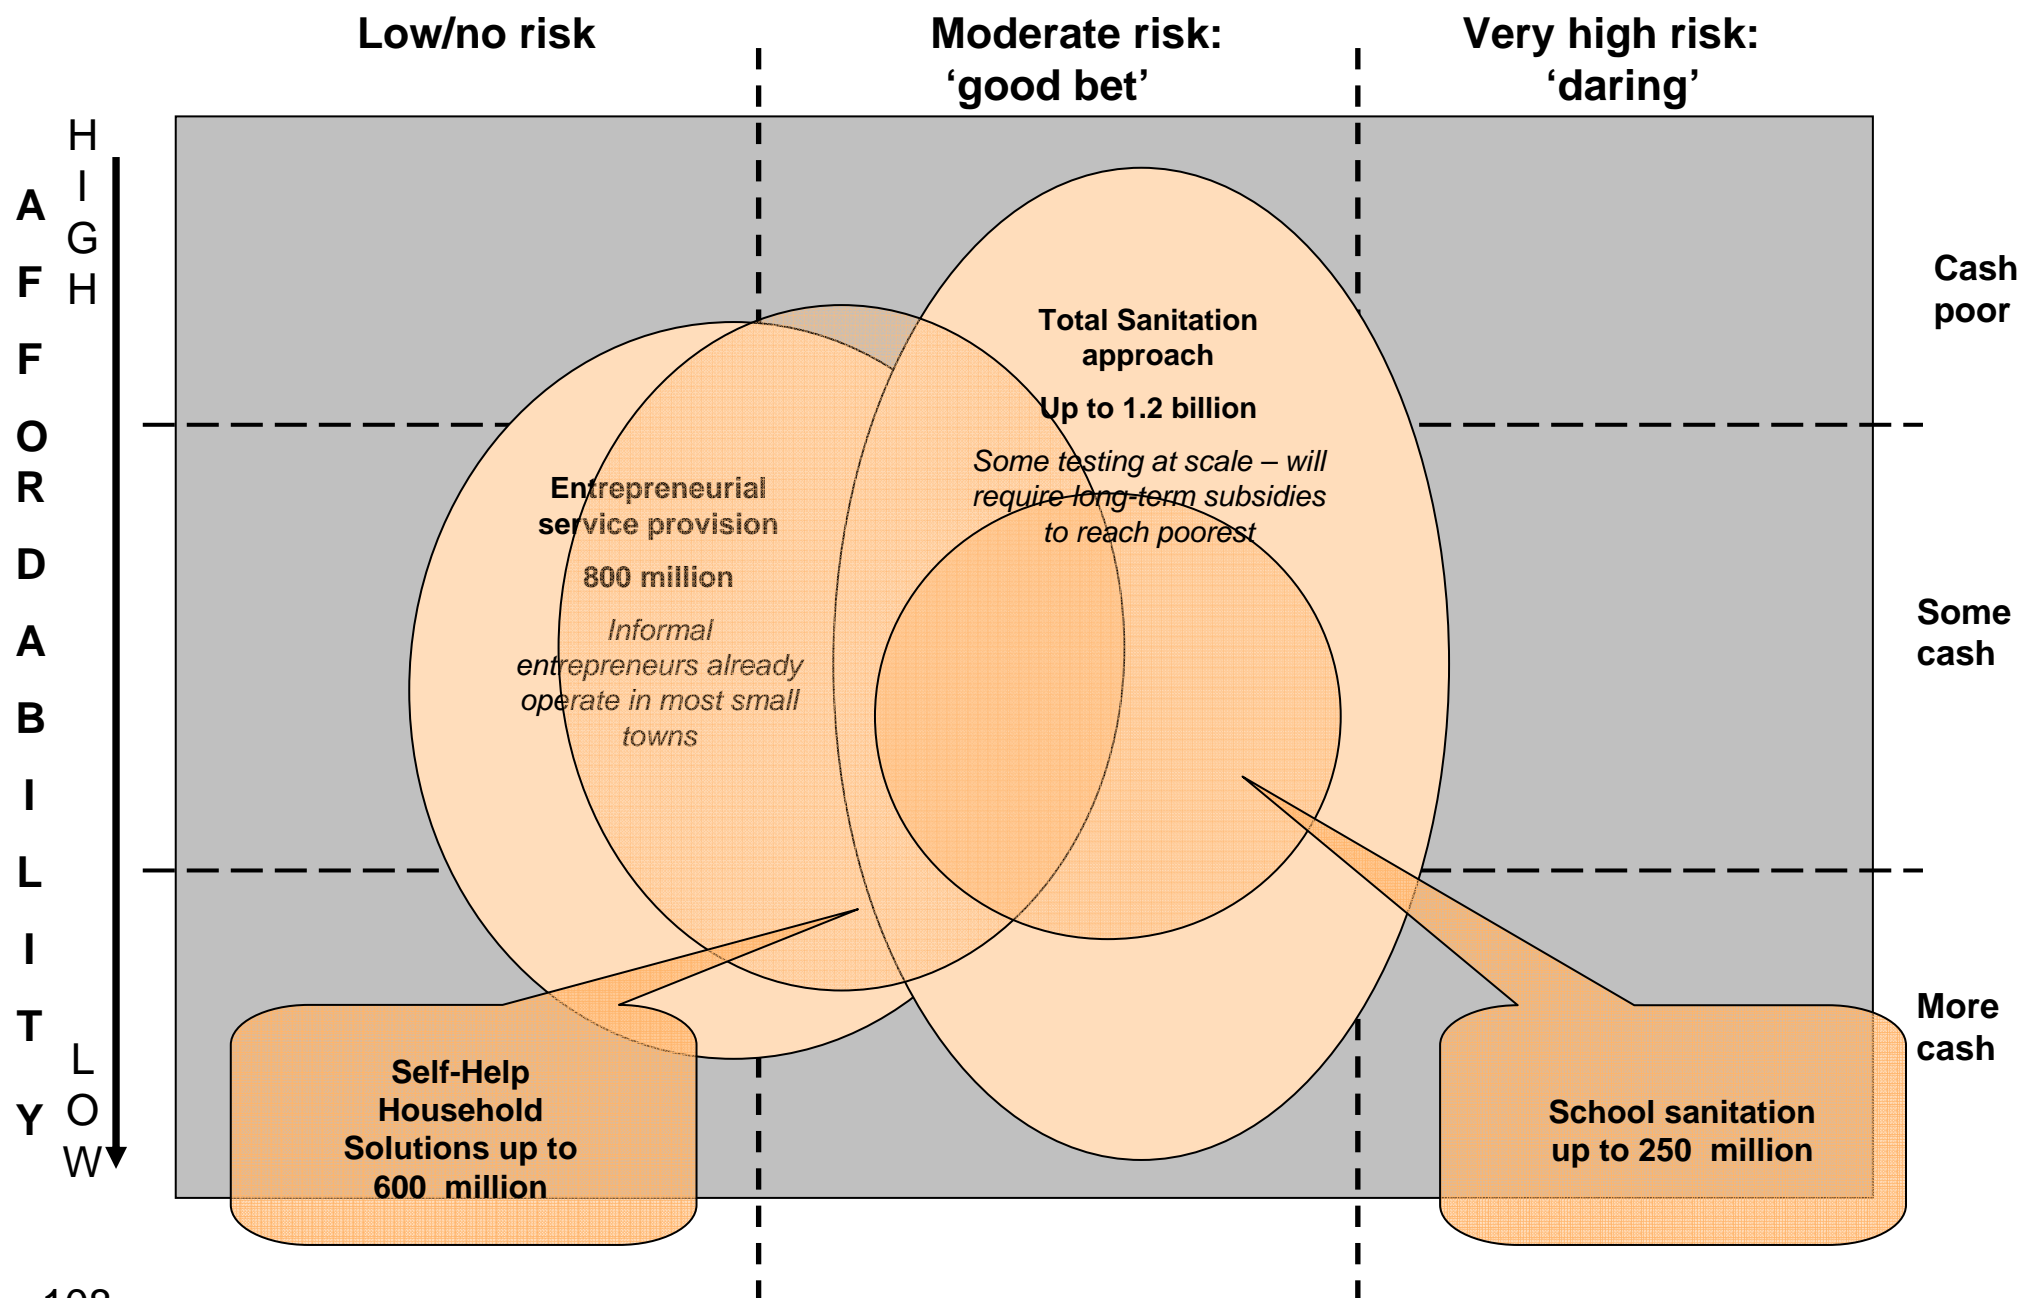 Low/no risk
Moderate risk:
‘good bet’
Very high risk:
‘daring’
AFFORDABILITY
HIGH
LOW
Cash
poor
Some
cash
More
cash
Total Sanitation
approach
Up to 1.2 billion
Some testing at scale – will
require long-term subsidies
to reach poorest
Entrepreneurial
service provision
800 million
Informal
entrepreneurs already
operate in most small
towns
Self-Help
Household
Solutions up to
600 million
School sanitation
up to 250 million